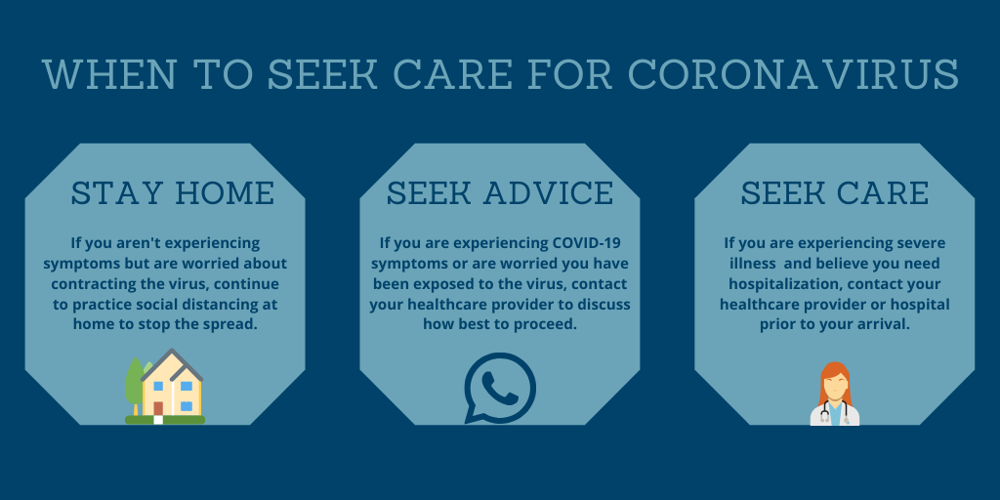 WHEN TO SEEK CARE FOR CORONAVIRUS
STAY HOME
If you aren't experiencing
symptoms but are worried about
contracting the virus, continue
to practice social distancing at
home to stop the spread.
SEEK ADVICE
If you are experiencing COVID-19
symptoms or are worried you have
been exposed to the virus, contact
your healthcare provider to discuss
how best to proceed.
SEEK CARE
If you are experiencing severe
illness and believe you need
hospitalization, contact your
healthcare provider or hospital
prior to your arrival.